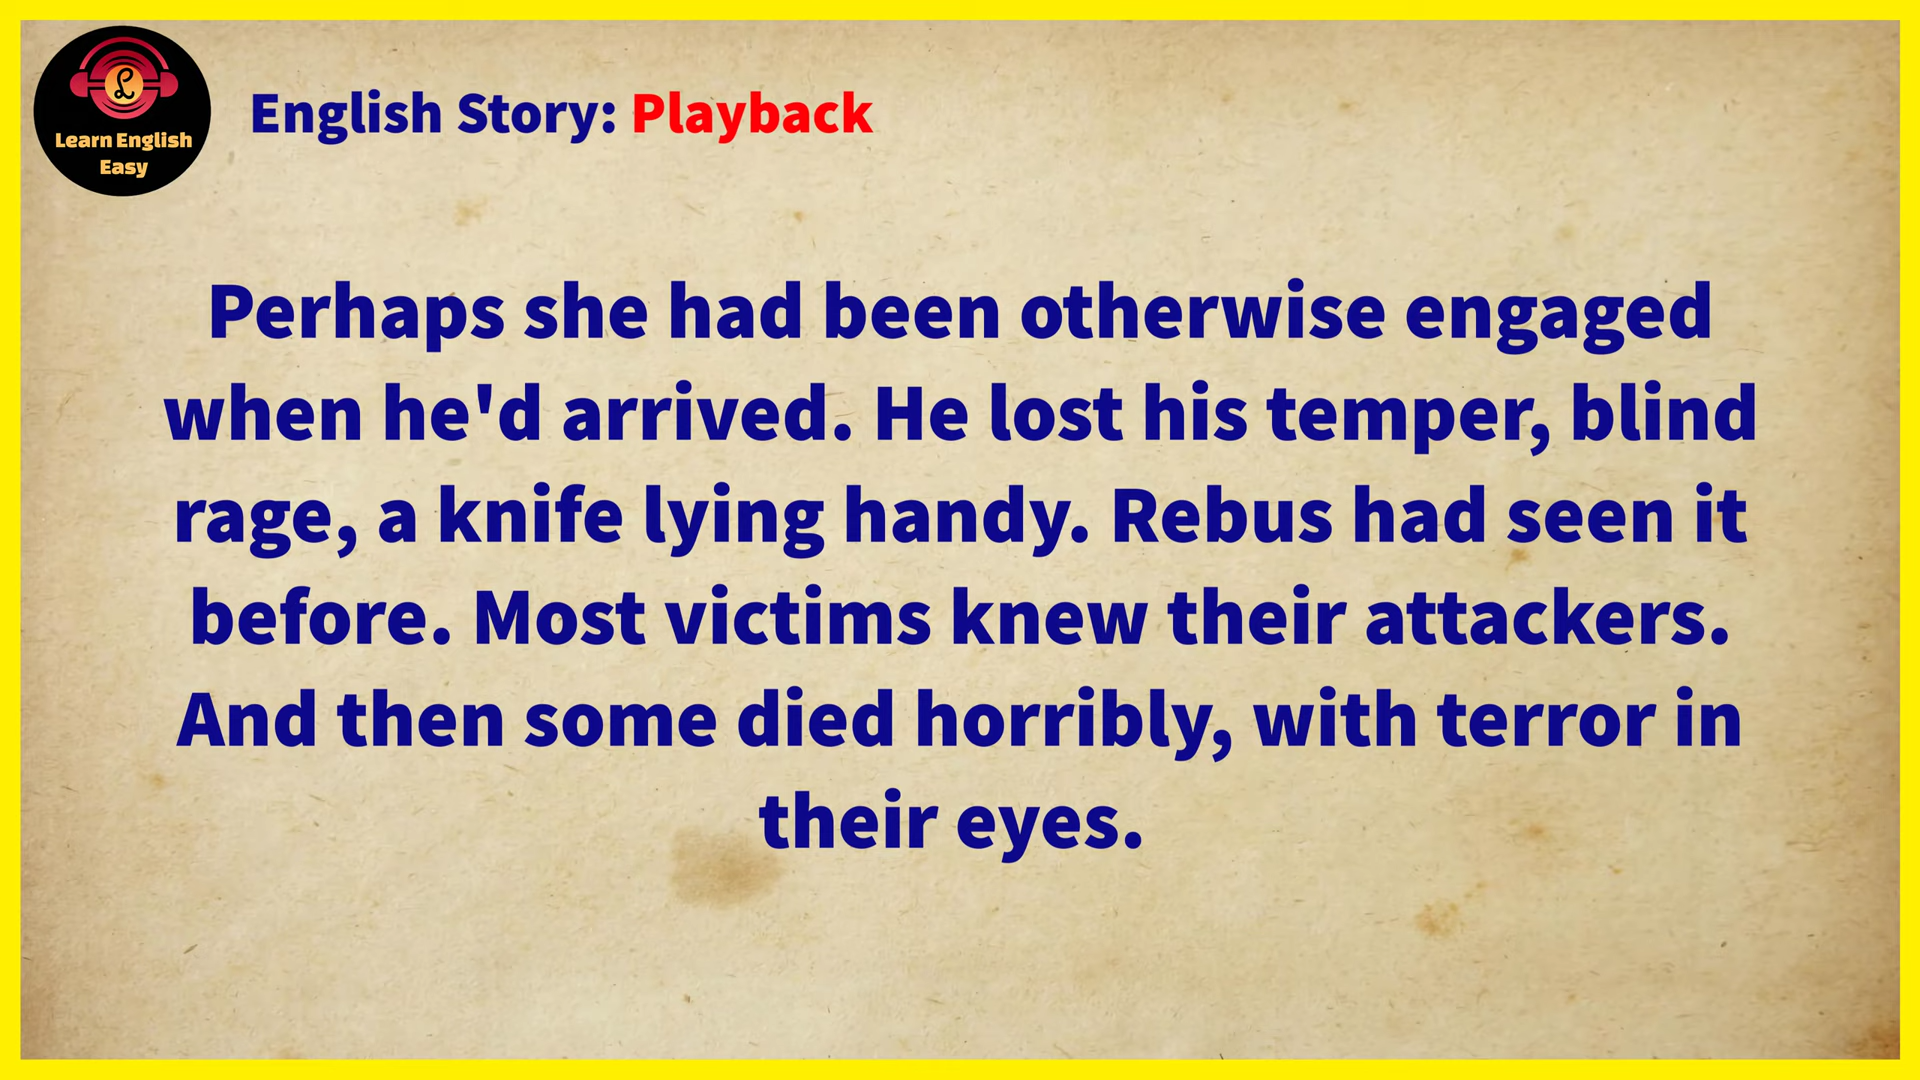 Learn English
Easy
English Story: Playback
Perhaps she had been otherwise engaged
when he'd arrived. He lost his temper, blind
rage, a knife lying handy. Rebus had seen it
before. Most victims knew their attackers.
And then some died horribly, with terror in
their eyes.